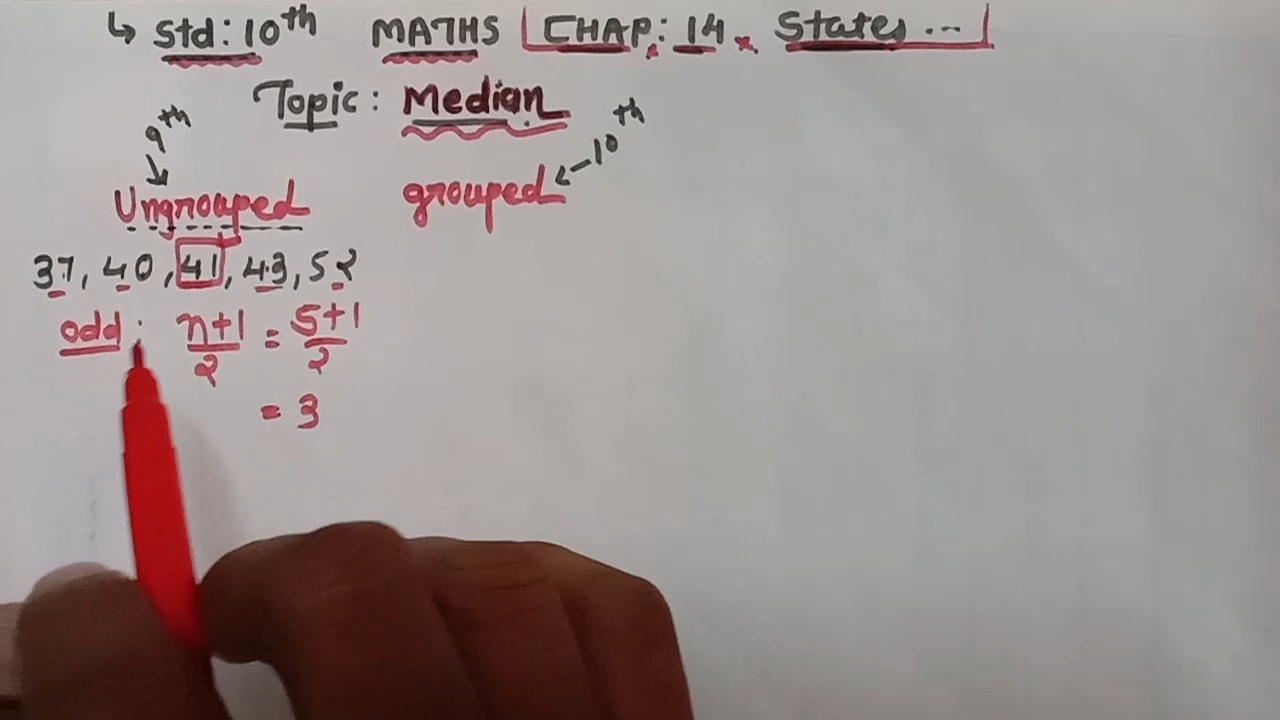 ↳ Std: 10th MATHS CHAP: 14 States...
Topic: Median
9th 10th
Ungrouped grouped
37, 40, 41, 43, 52
odd: n+1/2 = 5+1/2
= 3